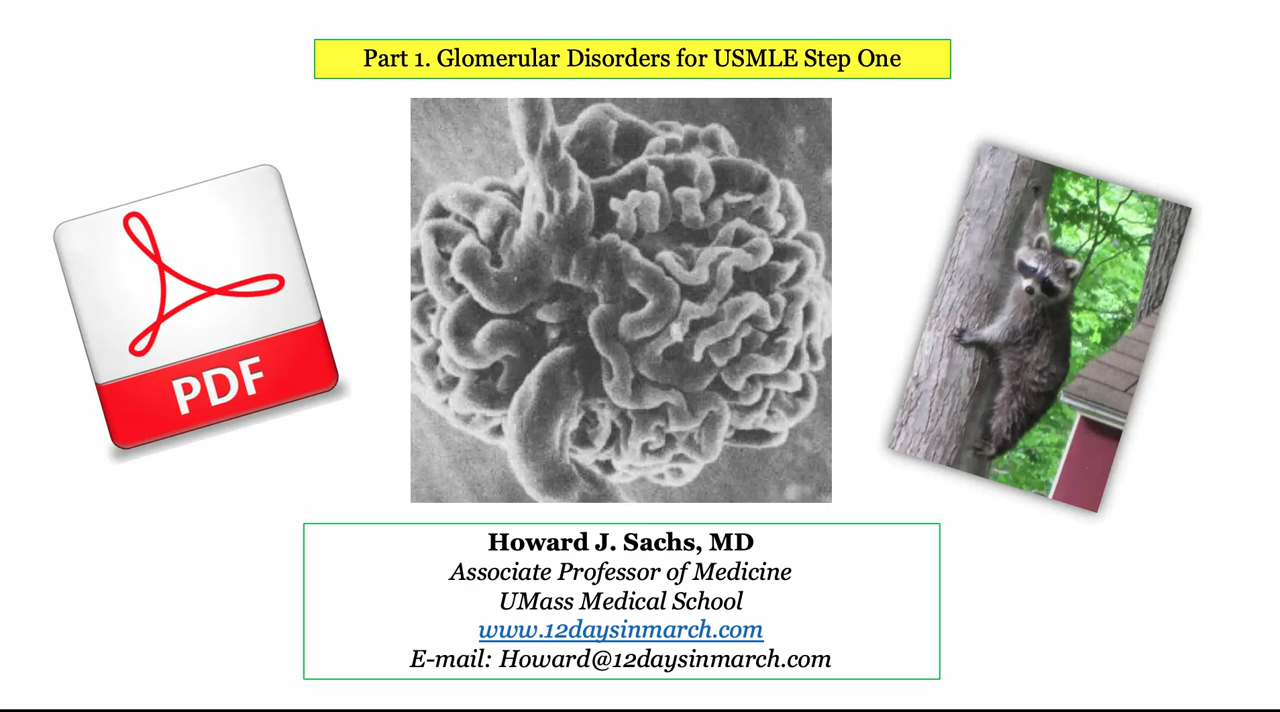 Part 1. Glomerular Disorders for USMLE Step One
PDF
Howard J. Sachs, MD
Associate Professor of Medicine
UMass Medical School
www.12daysinmarch.com
E-mail: Howard@12daysinmarch.com